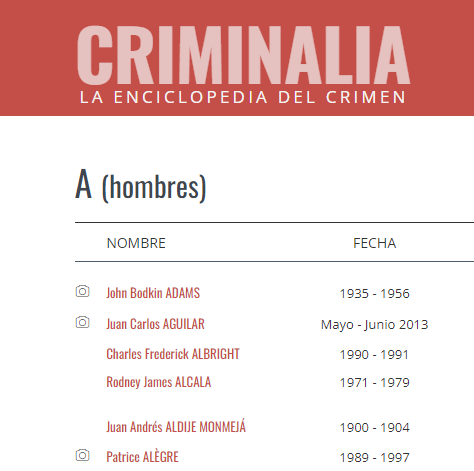 CRIMINALIA
LA ENCICLOPEDIA DEL CRIMEN
A (hombres)
NOMBRE FECHA
John Bodkin ADAMS 1935 - 1956
Juan Carlos AGUILAR Mayo - Junio 2013
Charles Frederick ALBRIGHT 1990 - 1991
Rodney James ALCALA 1971 - 1979
Juan Andrés ALDIJE MONMEJÁ 1900 - 1904
Patrice ALÈGRE 1989 - 1997